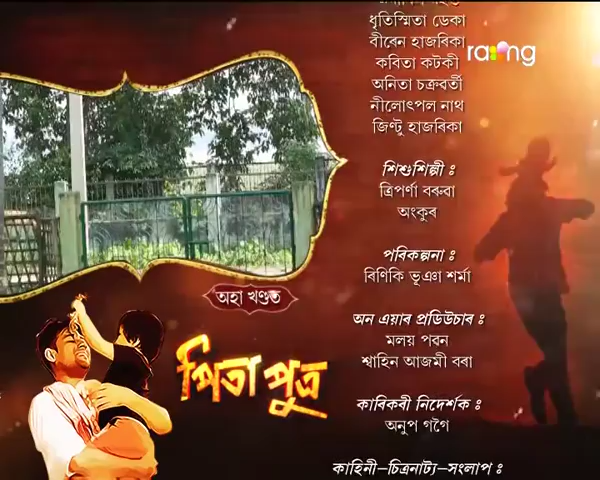 ধৃতিস্মিতা ডেকা
বীৰেন হাজৰিকা
কবিতা কটকী
অনিতা চক্ৰবৰ্তী
নীলোৎপল নাথ
জিণ্টু হাজৰিকা
rang
শিশুশিল্পী ঃ
ত্ৰিপৰ্ণা বৰুৱা
অংকুৰ
পৰিকল্পনা ঃ
ৰিণিকি ভূঞা শৰ্মা
অন এয়াৰ প্ৰডিউচাৰ ঃ
মলয় পৱন
শ্বাহিন আজমী বৰা
কাৰিকৰী নিদেৰ্শক ঃ
অনুপ গগৈ
কাহিনী–চিত্ৰনাট্য–সংলাপ ঃ
অহা খণ্ডত
পিতা পুত্ৰ